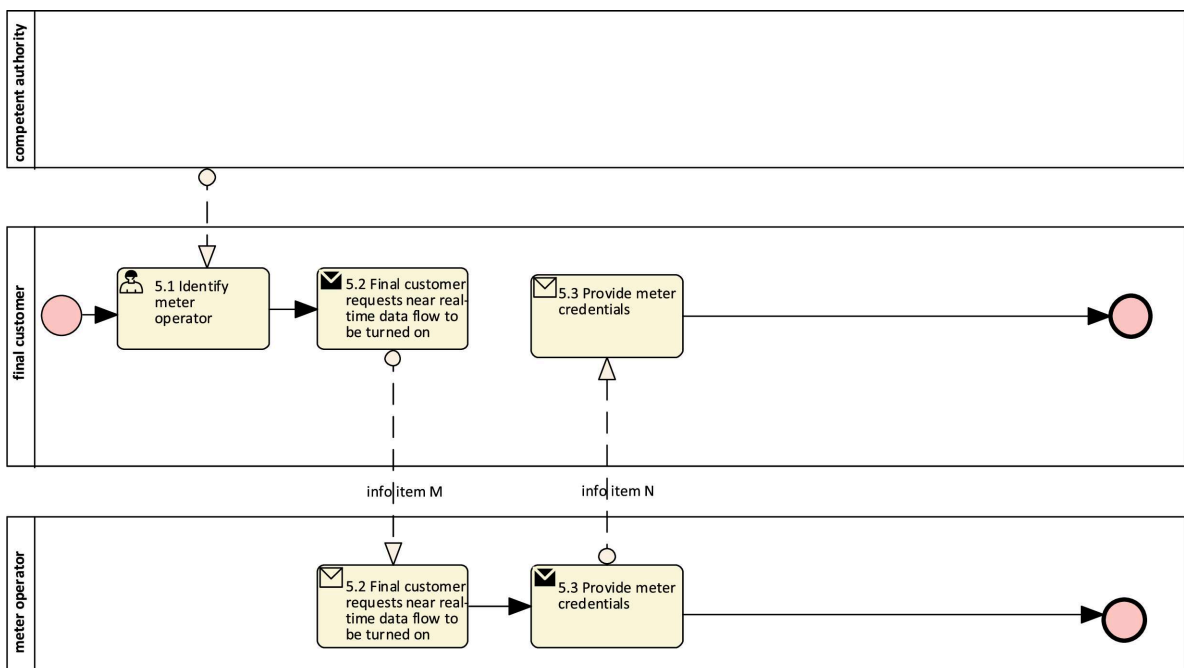 competent authority
final customer
5.1 Identify
meter
operator
5.2 Final customer
requests near real-
time data flow to
be turned on
5.3 Provide meter
credentials
info item M
info item N
meter operator
5.2 Final customer
requests near real-
time data flow to
be turned on
5.3 Provide meter
credentials